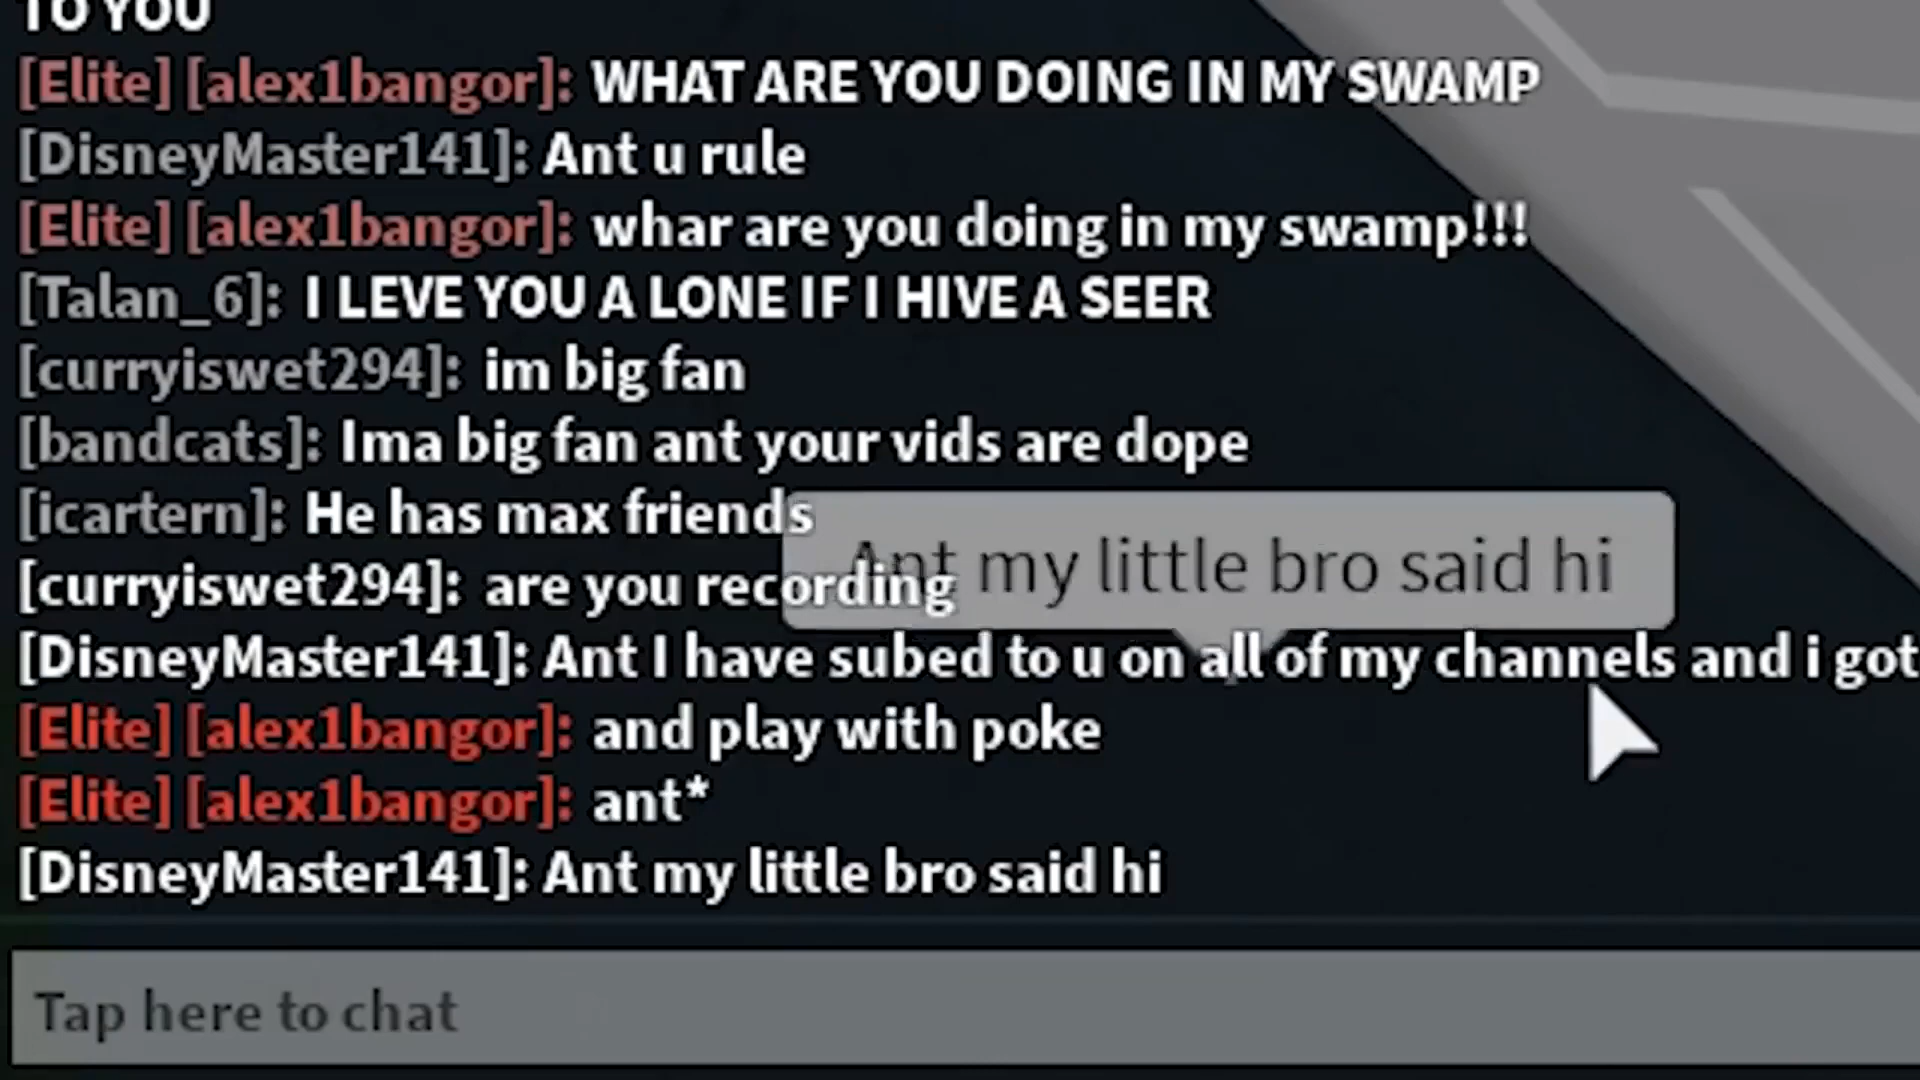 TO YOU
[Elite] [alex1bangor]: WHAT ARE YOU DOING IN MY SWAMP
[DisneyMaster141]: Ant u rule
[Elite] [alex1bangor]: whar are you doing in my swamp!!!
[Talan_6]: I LEVE YOU A LONE IF I HIVE A SEER
[curryiswet294]: im big fan
[bandcats]: Ima big fan ant your vids are dope
[icartern]: He has max friends
Ant my little bro said hi
[curryiswet294]: are you recording
[DisneyMaster141]: Ant I have subed to u on all of my channels and i got
[Elite] [alex1bangor]: and play with poke
[Elite] [alex1bangor]: ant*
[DisneyMaster141]: Ant my little bro said hi
Tap here to chat